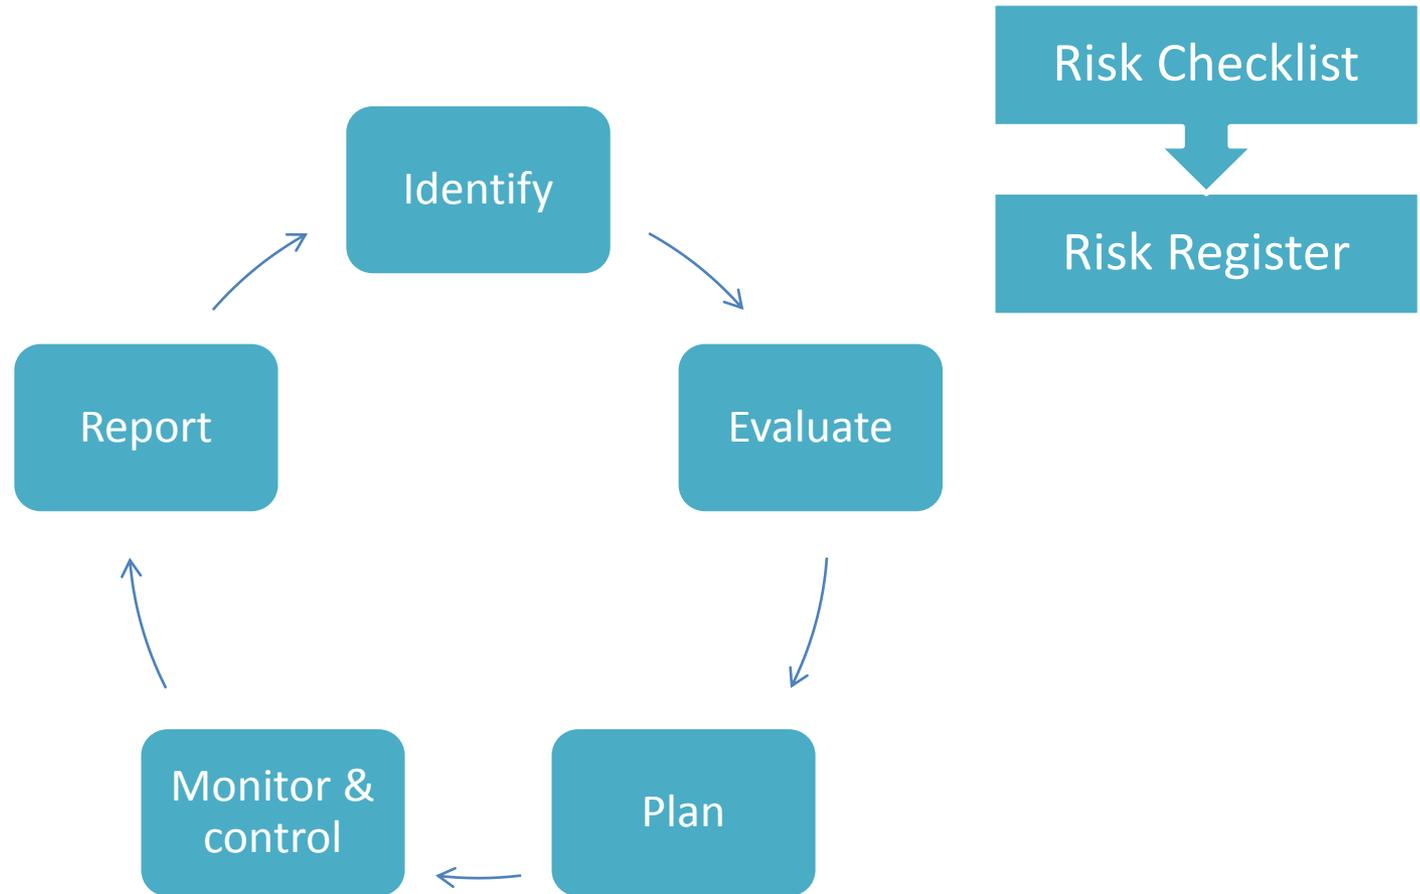 Risk Checklist
Risk Register
Identify
Evaluate
Plan
Monitor &
control
Report